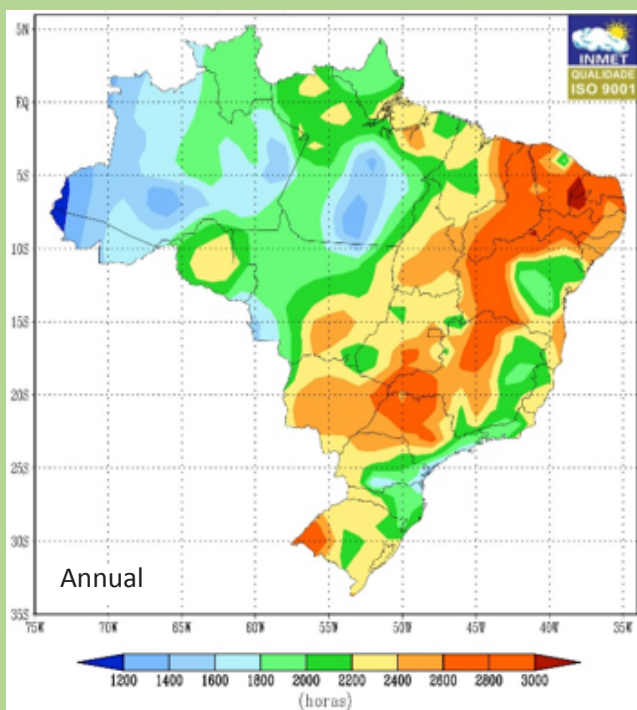 INMET
QUALIDADE
ISO 9001
5N
EQ
5S
10S
15S
20S
25S
30S
35S
Annual
75W 70W 65W 60W 55W 50W 45W 40W 35W
1200 1400 1600 1800 2000 2200 2400 2600 2800 3000
(horas)